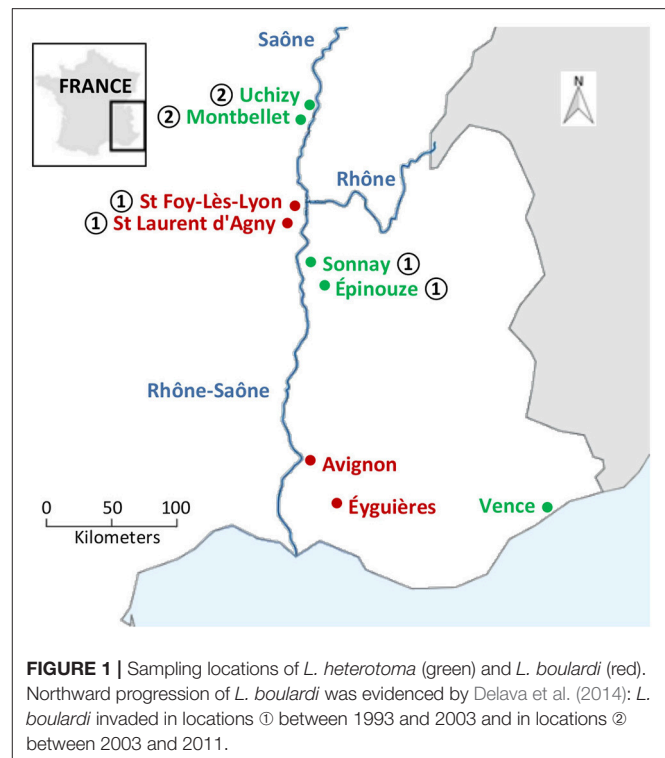 Saône
FRANCE
② Uchizy
② Montbellet
N
Rhône
① St Foy-Lès-Lyon
① St Laurent d'Agny
Sonnay ①
Épinouze ①
Rhône-Saône
Avignon
0 50 100
Kilometers
Éyguières
Vence
FIGURE 1 | Sampling locations of L. heterotoma (green) and L. boulardi (red).
Northward progression of L. boulardi was evidenced by Delava et al. (2014): L.
boulardi invaded in locations ① between 1993 and 2003 and in locations ②
between 2003 and 2011.